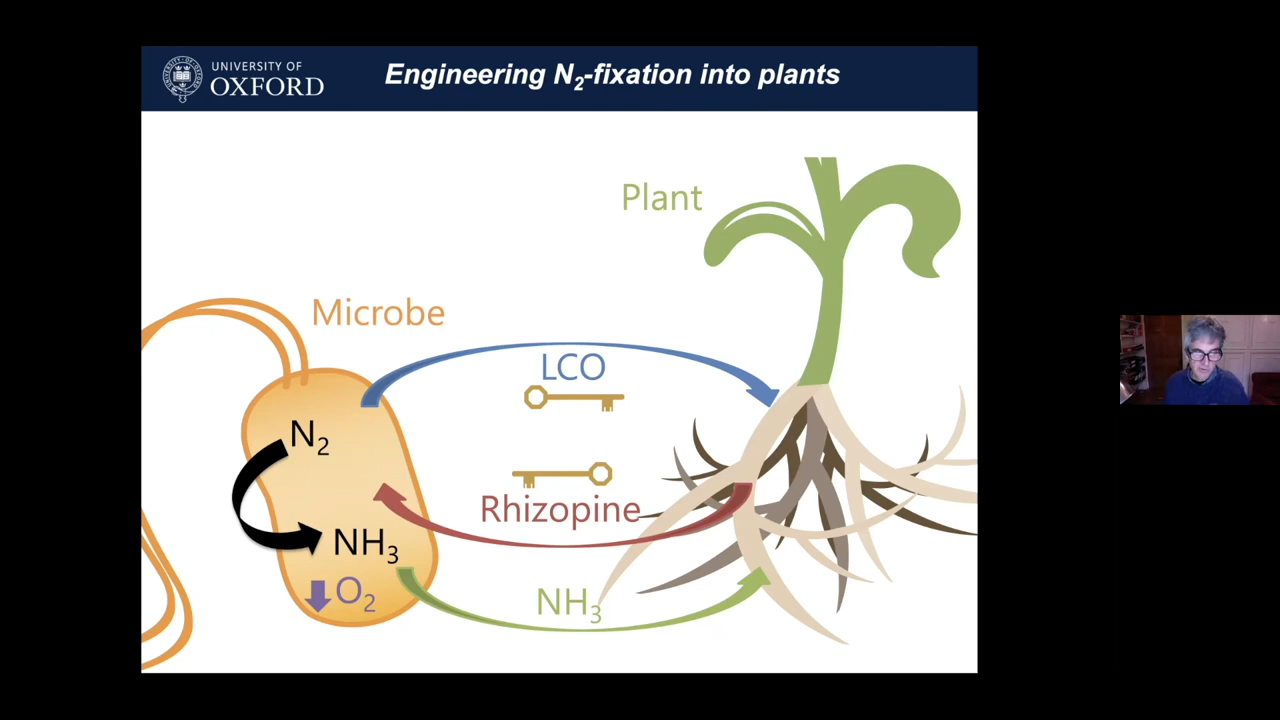 UNIVERSITY OF
OXFORD
Engineering N₂-fixation into plants
Plant
Microbe
LCO
N₂
Rhizopine
NH₃
O₂
NH₃